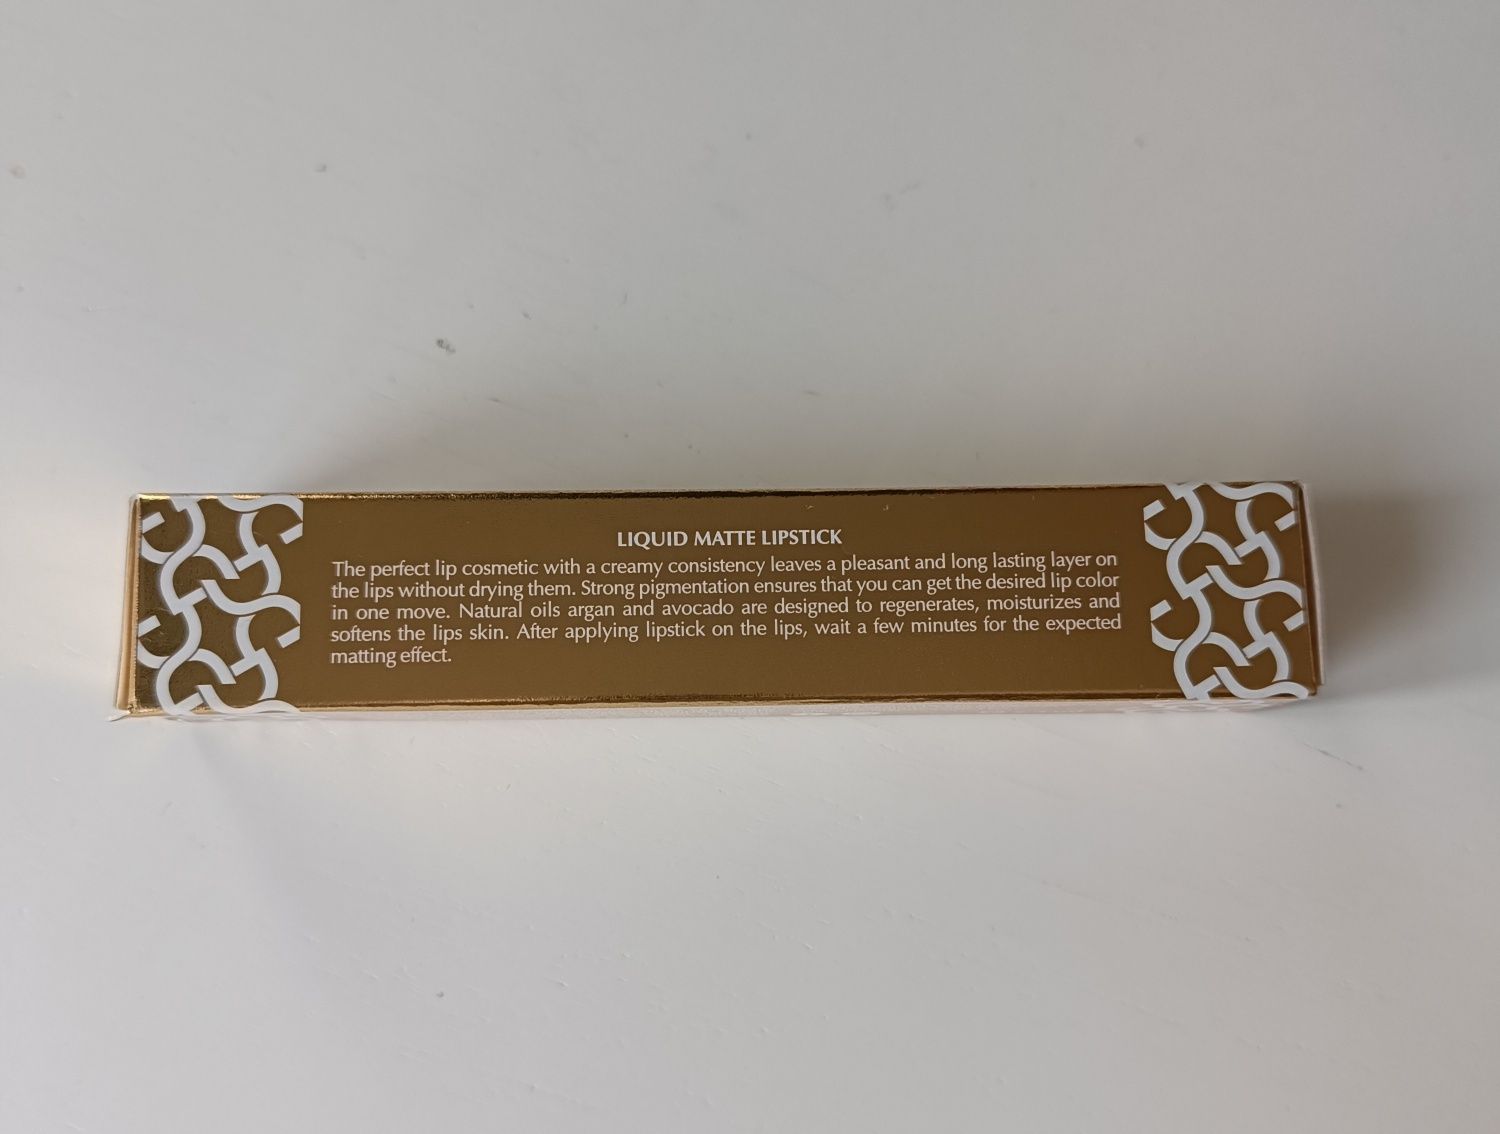 LIQUID MATTE LIPSTICK
The perfect lip cosmetic with a creamy consistency leaves a pleasant and long lasting layer on
the lips without drying them. Strong pigmentation ensures that you can get the desired lip color
in one move. Natural oils argan and avocado are designed to regenerates, moisturizes and
softens the lips skin. After applying lipstick on the lips, wait a few minutes for the expected
matting effect.